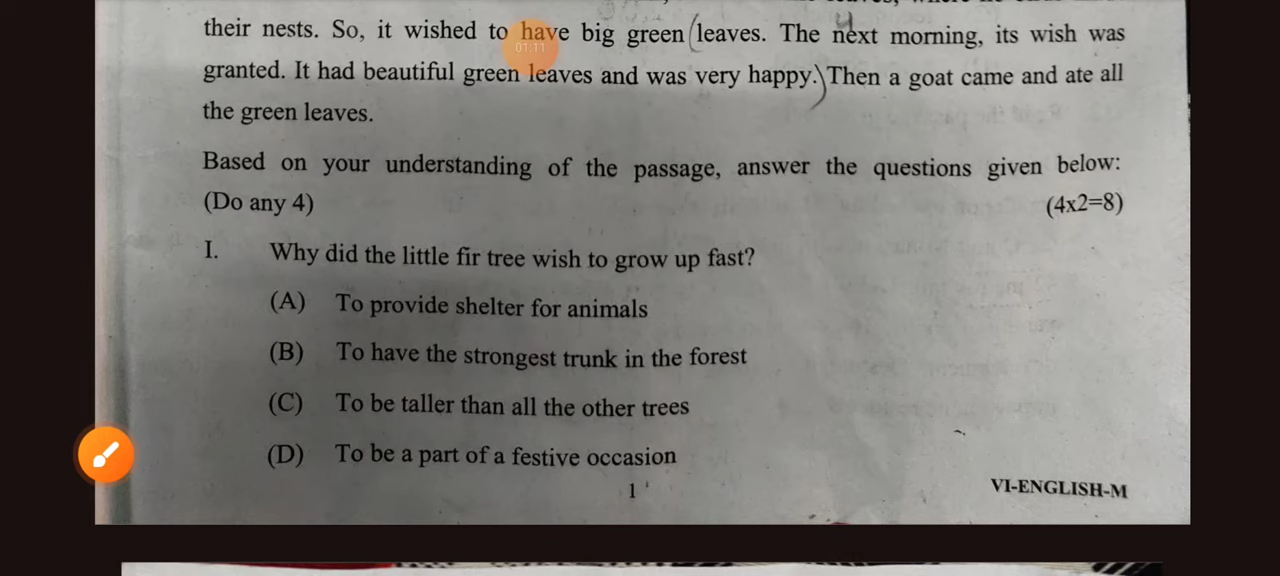 their nests. So, it wished to have big green leaves. The next morning, its wish was
01:11
granted. It had beautiful green leaves and was very happy. Then a goat came and ate all
the green leaves.
Based on your understanding of the passage, answer the questions given below:
(Do any 4) (4x2=8)
I. Why did the little fir tree wish to grow up fast?
(A) To provide shelter for animals
(B) To have the strongest trunk in the forest
(C) To be taller than all the other trees
(D) To be a part of a festive occasion
1
VI-ENGLISH-M